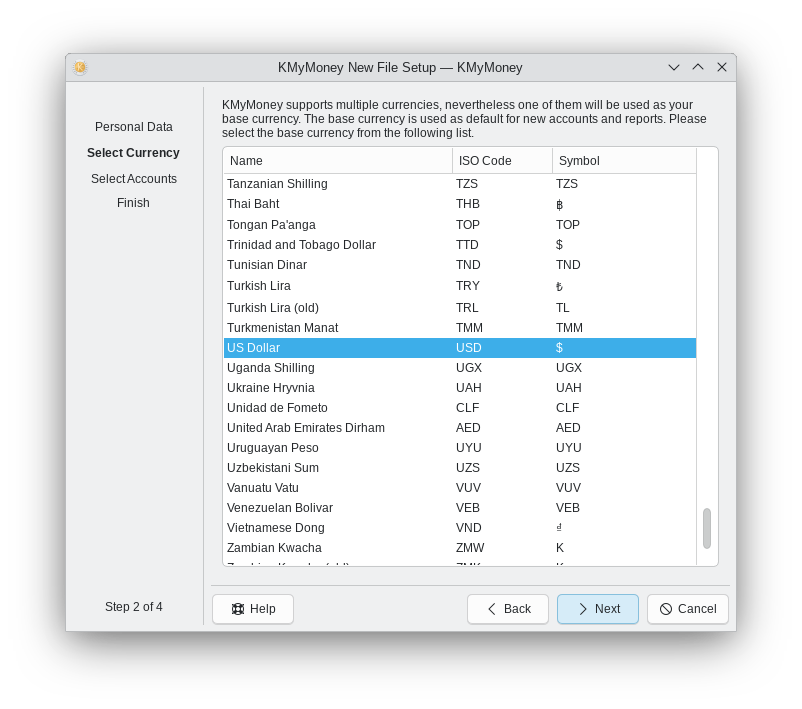 KMyMoney New File Setup — KMyMoney
Personal Data
Select Currency
Select Accounts
Finish
Step 2 of 4
KMyMoney supports multiple currencies, nevertheless one of them will be used as your
base currency. The base currency is used as default for new accounts and reports. Please
select the base currency from the following list.
Name ISO Code Symbol
Tanzanian Shilling TZS TZS
Thai Baht THB ฿
Tongan Pa'anga TOP TOP
Trinidad and Tobago Dollar TTD $
Tunisian Dinar TND TND
Turkish Lira TRY ₺
Turkish Lira (old) TRL TL
Turkmenistan Manat TMM TMM
US Dollar USD $
Uganda Shilling UGX UGX
Ukraine Hryvnia UAH UAH
Unidad de Fometo CLF CLF
United Arab Emirates Dirham AED AED
Uruguayan Peso UYU UYU
Uzbekistani Sum UZS UZS
Vanuatu Vatu VUV VUV
Venezuelan Bolivar VEB VEB
Vietnamese Dong VND ₫
Zambian Kwacha ZMW K
Help Back Next Cancel